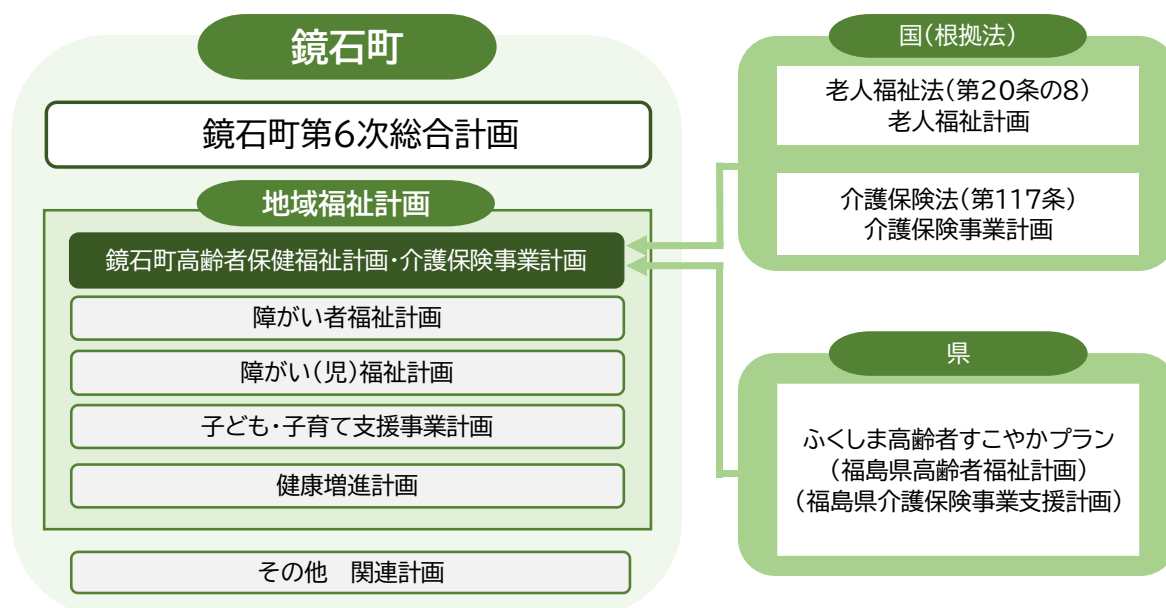 鏡石町
鏡石町第6次総合計画
地域福祉計画
鏡石町高齢者保健福祉計画・介護保険事業計画
障がい者福祉計画
障がい(児)福祉計画
子ども・子育て支援事業計画
健康増進計画
その他　関連計画
国(根拠法)
老人福祉法(第20条の8)
老人福祉計画
介護保険法(第117条)
介護保険事業計画
県
ふくしま高齢者すこやかプラン
(福島県高齢者福祉計画)
(福島県介護保険事業支援計画)